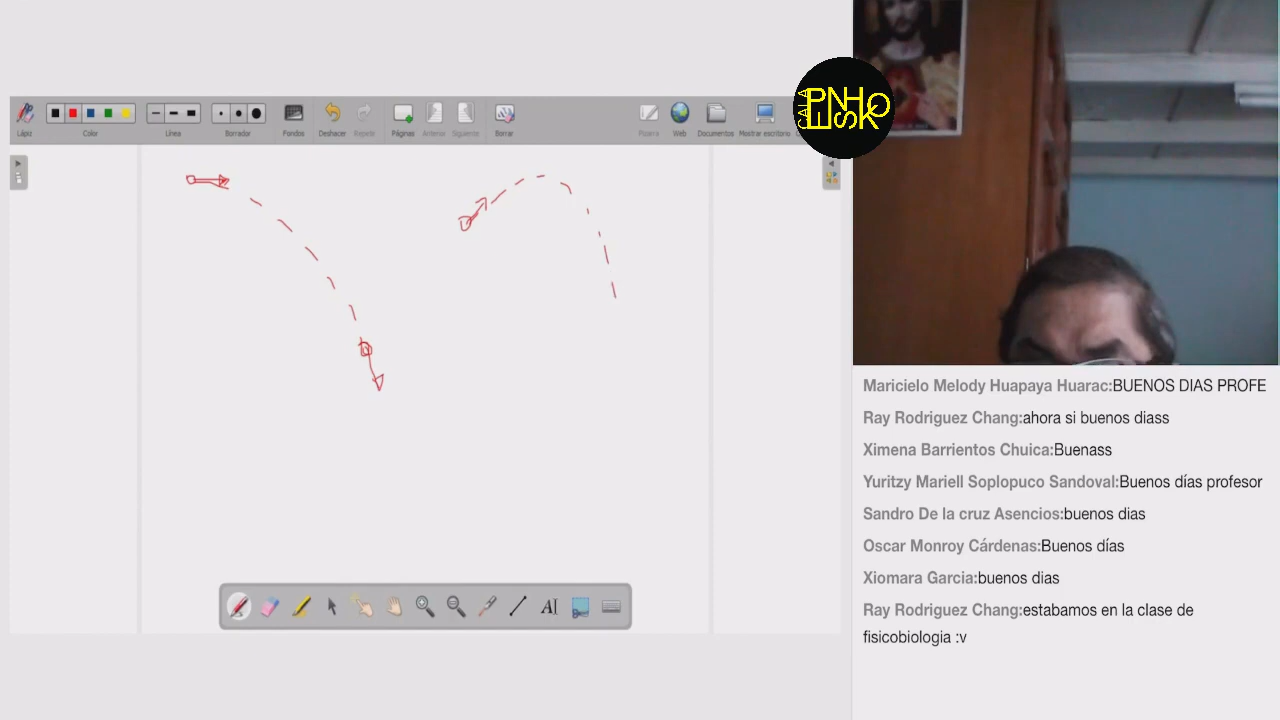 Lápiz
Color
Línea
Borrador
Fondos
Deshacer
Páginas
Anterior
Siguiente
Borrar
Pizarra
Web
Documentos
Mostrar escritorio
CALA
PENHSKO
AI
Maricielo Melody Huapaya Huarac:BUENOS DIAS PROFE
Ray Rodriguez Chang:ahora si buenos diass
Ximena Barrientos Chuica:Buenass
Yuritzy Mariell Soplopuco Sandoval:Buenos días profesor
Sandro De la cruz Asencios:buenos dias
Oscar Monroy Cárdenas:Buenos días
Xiomara Garcia:buenos dias
Ray Rodriguez Chang:estabamos en la clase de
fisicobiologia :v